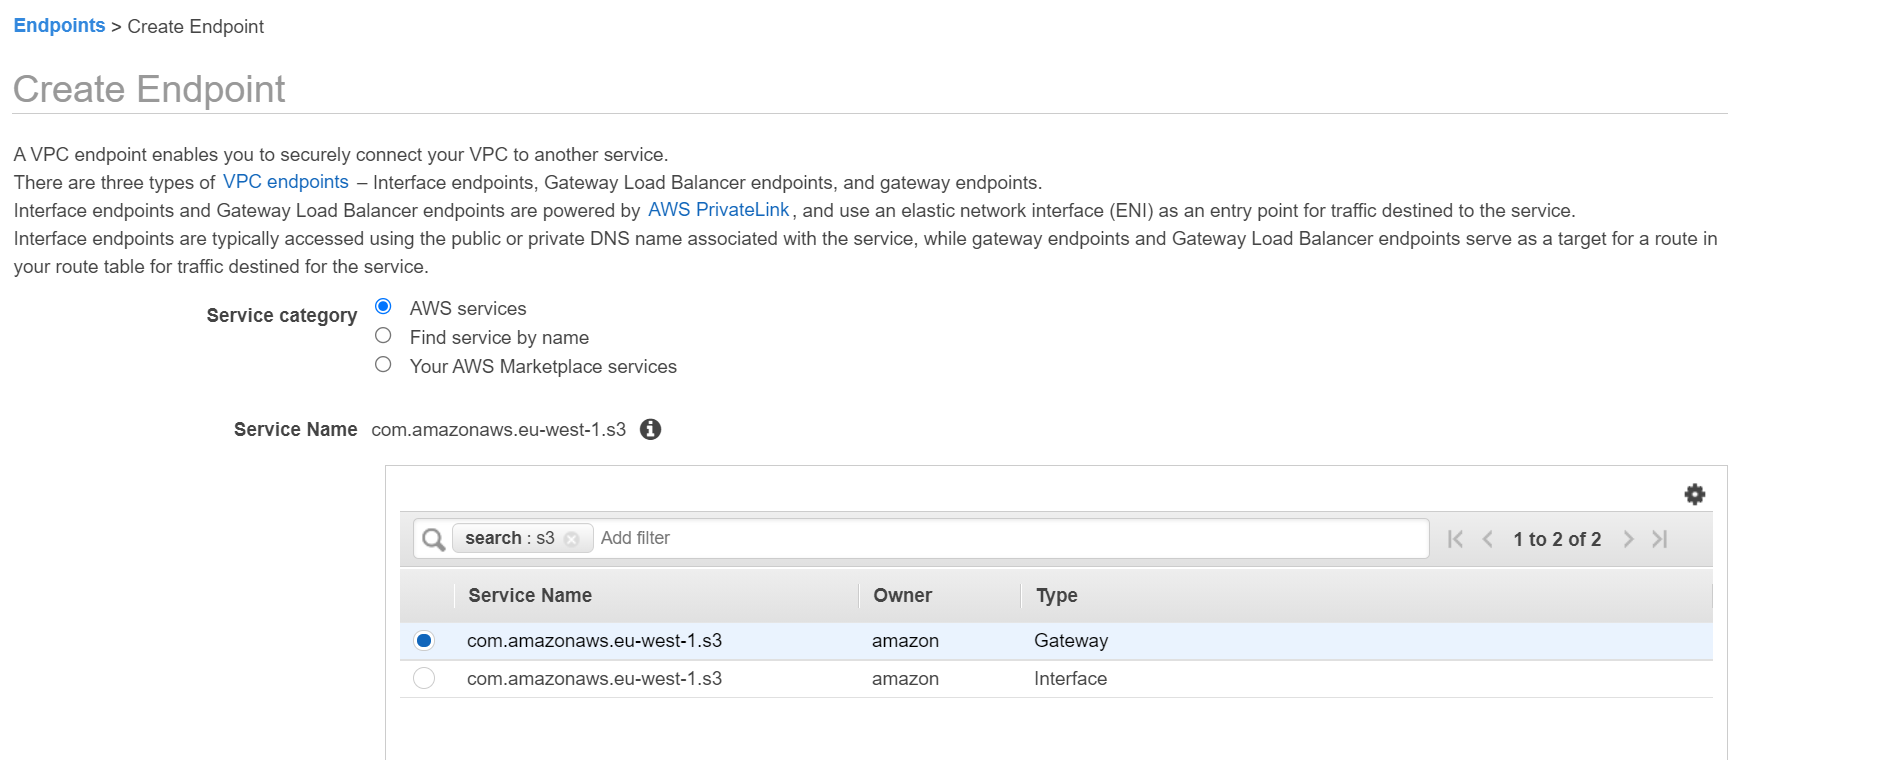 Endpoints > Create Endpoint
Create Endpoint
A VPC endpoint enables you to securely connect your VPC to another service.
There are three types of VPC endpoints – Interface endpoints, Gateway Load Balancer endpoints, and gateway endpoints.
Interface endpoints and Gateway Load Balancer endpoints are powered by AWS PrivateLink, and use an elastic network interface (ENI) as an entry point for traffic destined to the service.
Interface endpoints are typically accessed using the public or private DNS name associated with the service, while gateway endpoints and Gateway Load Balancer endpoints serve as a target for a route in
your route table for traffic destined for the service.
Service category
AWS services
Find service by name
Your AWS Marketplace services
Service Name com.amazonaws.eu-west-1.s3
search : s3 Add filter 1 to 2 of 2
Service Name Owner Type
com.amazonaws.eu-west-1.s3 amazon Gateway
com.amazonaws.eu-west-1.s3 amazon Interface